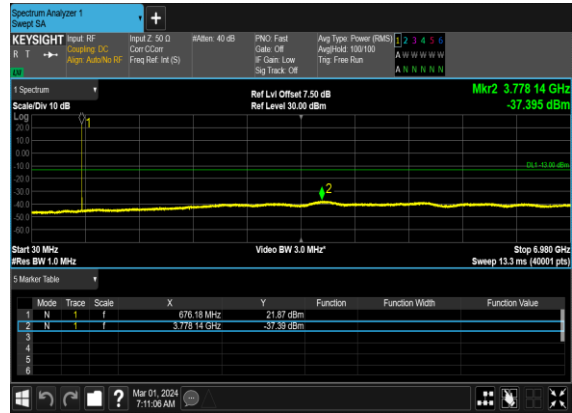 Spectrum Analyzer 1
Swept SA
+
KEYSIGHT Input: RF Input Z: 50 Ω #Atten: 40 dB PNO: Fast Avg Type: Power (RMS) 1 2 3 4 5 6
R T Coupling: DC Corr CCorr Gate: Off Avg|Hold: 100/100 A W W W W W
Align: Auto/No RF Freq Ref: Int (S) IF Gain: Low Trig: Free Run
Sig Track: Off A N N N N N
1 Spectrum Ref Lvl Offset 7.50 dB Mkr2 3.778 14 GHz
Scale/Div 10 dB Ref Level 30.00 dBm -37.395 dBm
Log
20.0
10.0
0.00
-10.0
-20.0
-30.0
-40.0
-50.0
-60.0
1
DL1 -13.00 dBm
2
Start 30 MHz Video BW 3.0 MHz* Stop 6.980 GHz
#Res BW 1.0 MHz Sweep 13.3 ms (40001 pts)
5 Marker Table
Mode Trace Scale X Y Function Function Width Function Value
1 N 1 f 676.18 MHz 21.87 dBm
2 N 1 f 3.778 14 GHz -37.39 dBm
3
4
5
6
? Mar 01, 2024
7:11:06 AM